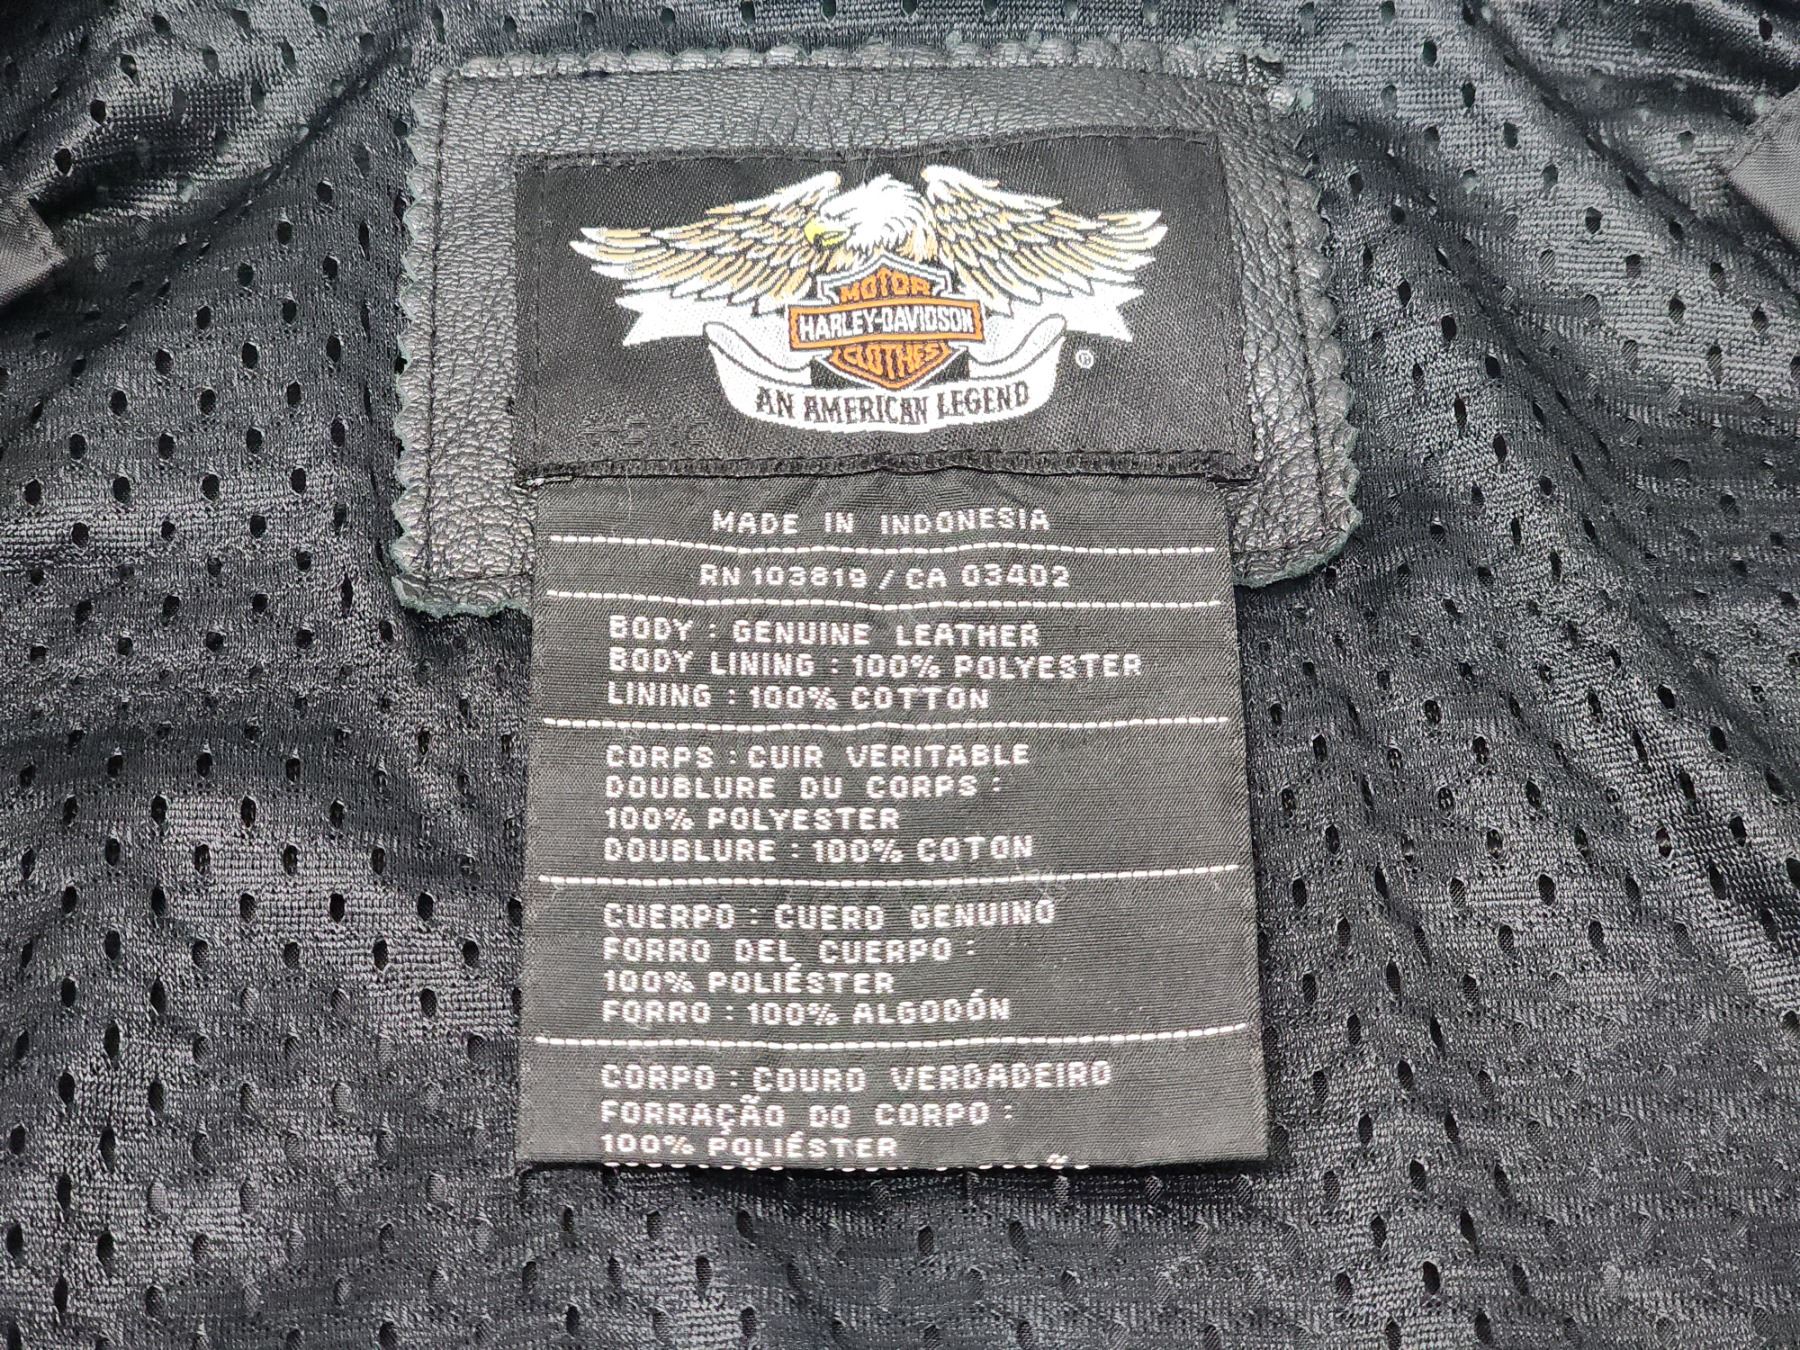 MOTOR
HARLEY-DAVIDSON
CLOTHES
AN AMERICAN LEGEND
®
MADE IN INDONESIA
RN 103819 / CA 03402
BODY : GENUINE LEATHER
BODY LINING : 100% POLYESTER
LINING : 100% COTTON
CORPS : CUIR VERITABLE
DOUBLURE DU CORPS :
100% POLYESTER
DOUBLURE : 100% COTON
CUERPO : CUERO GENUINO
FORRO DEL CUERPO :
100% POLIÉSTER
FORRO : 100% ALGODÓN
CORPO : COURO VERDADEIRO
FORRAÇÃO DO CORPO :
100% POLIÉSTER